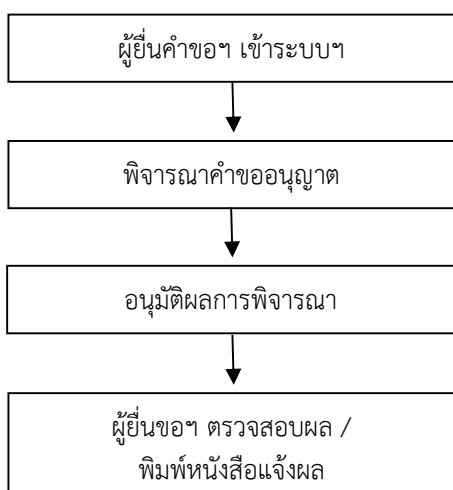 ผู้ยื่นคำขอฯ เข้าระบบฯ
พิจารณาคำขออนุญาต
อนุมัติผลการพิจารณา
ผู้ยื่นขอฯ ตรวจสอบผล /
พิมพ์หนังสือแจ้งผล